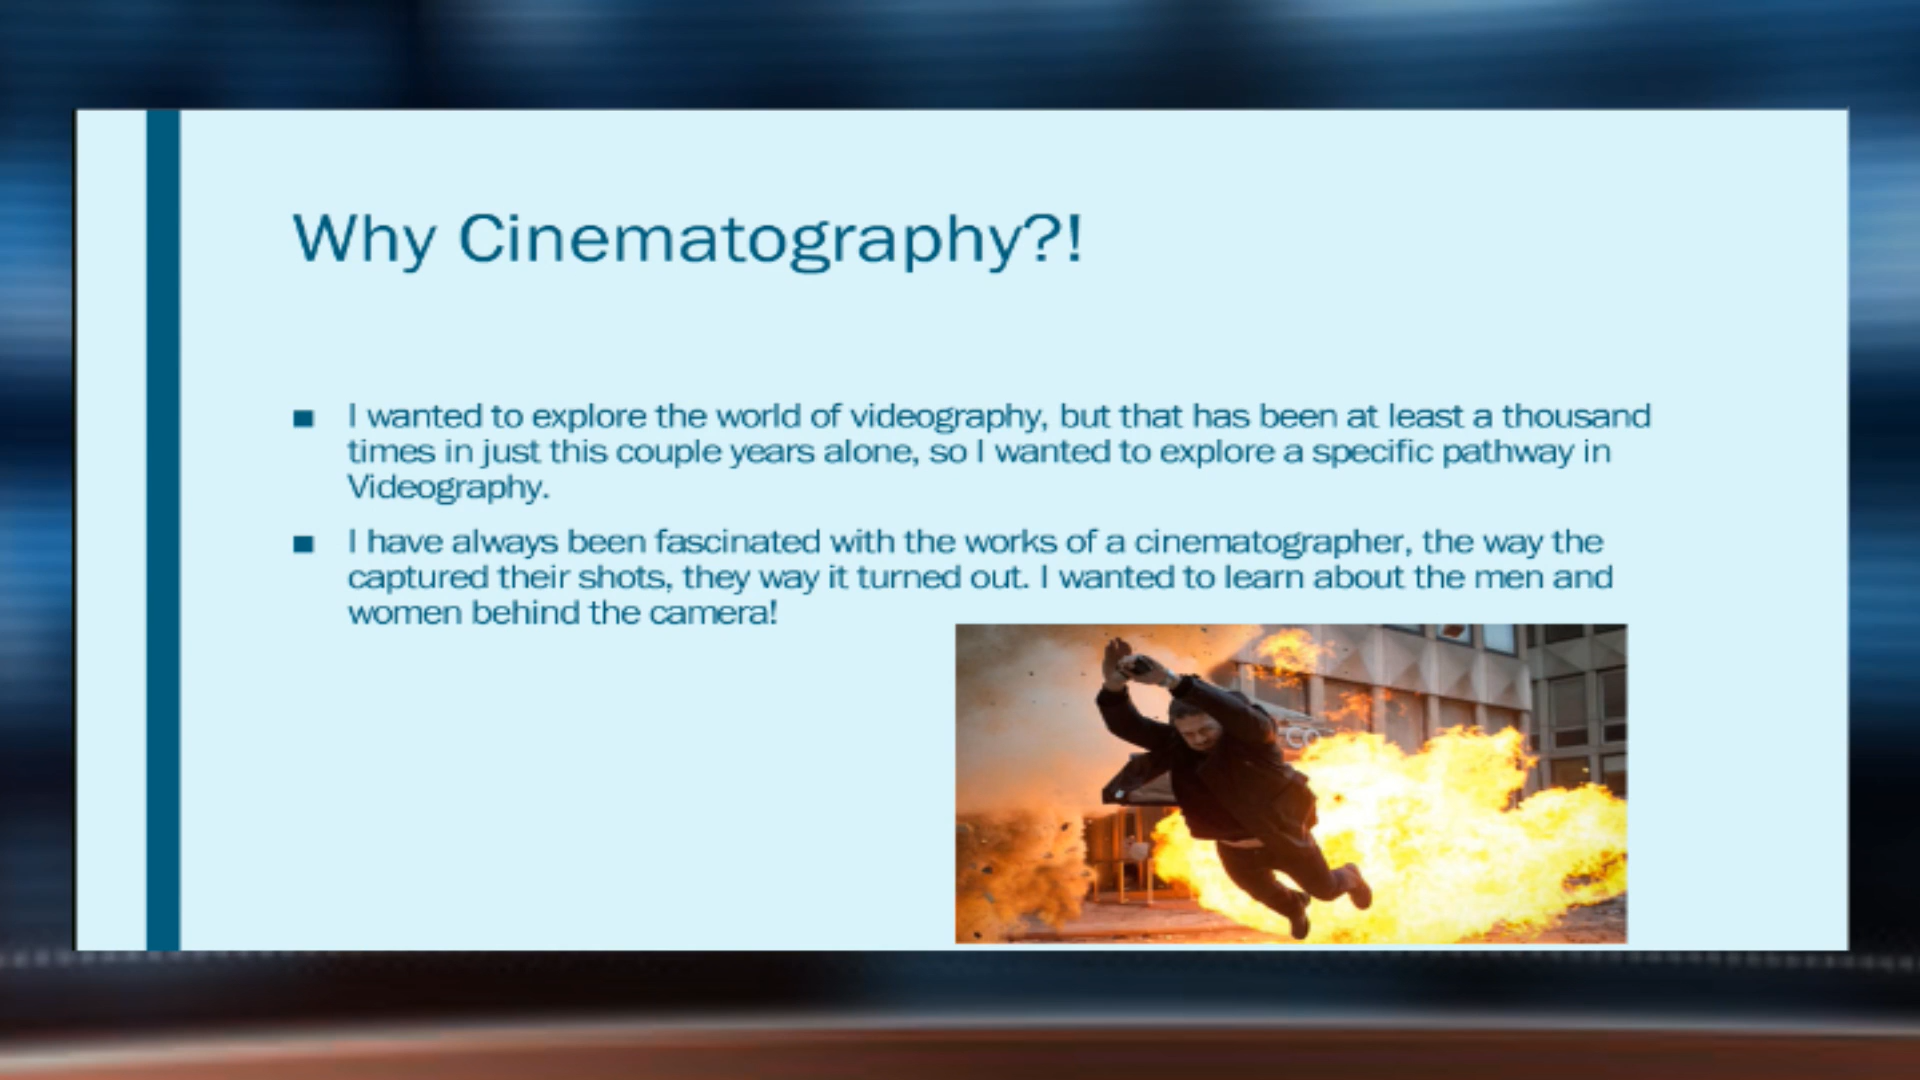 Why Cinematography?!
■ I wanted to explore the world of videography, but that has been at least a thousand
times in just this couple years alone, so I wanted to explore a specific pathway in
Videography.
■ I have always been fascinated with the works of a cinematographer, the way the
captured their shots, they way it turned out. I wanted to learn about the men and
women behind the camera!